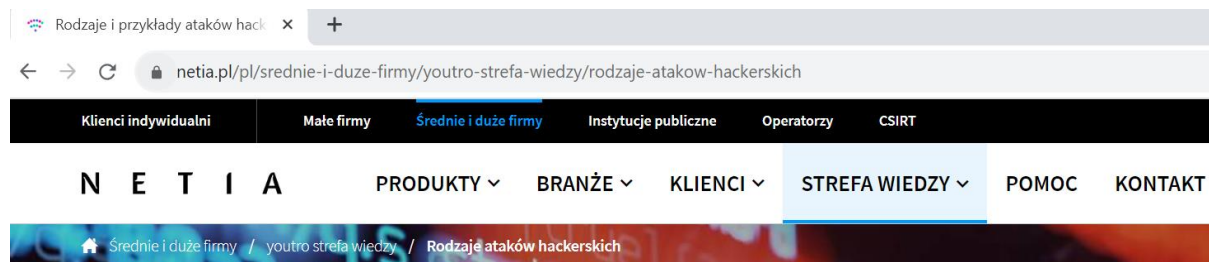 Rodzaje i przykłady ataków hack
netia.pl/pl/srednie-i-duze-firmy/youtro-strefa-wiedzy/rodzaje-atakow-hackerskich
Klienci indywidualni Małe firmy Średnie i duże firmy Instytucje publiczne Operatorzy CSIRT
NETIA PRODUKTY BRANŻE KLIENCI STREFA WIEDZY POMOC KONTAKT
Średnie i duże firmy / youtro strefa wiedzy / Rodzaje ataków hackerskich